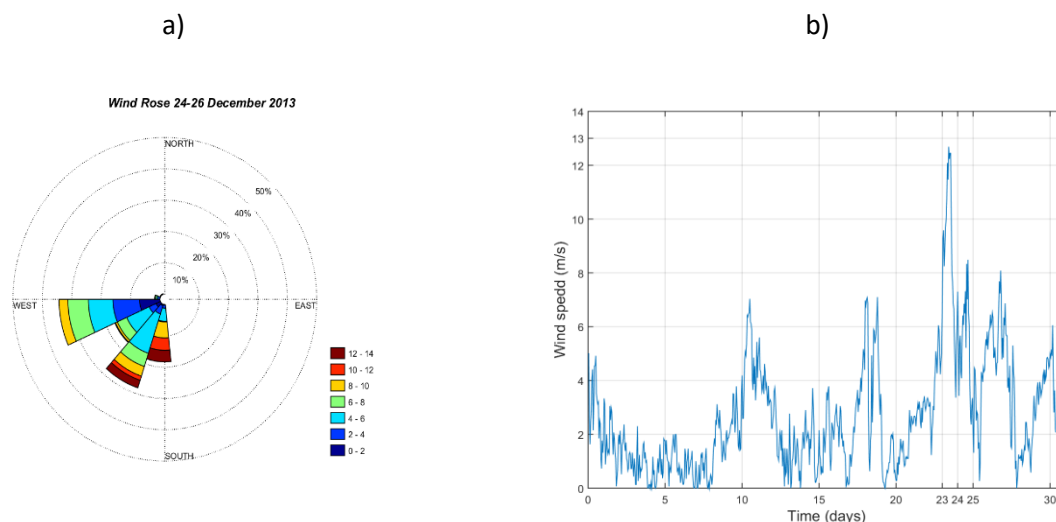 a)
b)
Wind Rose 24-26 December 2013
NORTH
50%
40%
30%
20%
10%
WEST
EAST
SOUTH
12 - 14
10 - 12
8 - 10
6 - 8
4 - 6
2 - 4
0 - 2
14
13
12
10
8
6
4
2
0
Wind spedd (m/s)
0 5 10 15 20 23 24 25 30
Time (days)